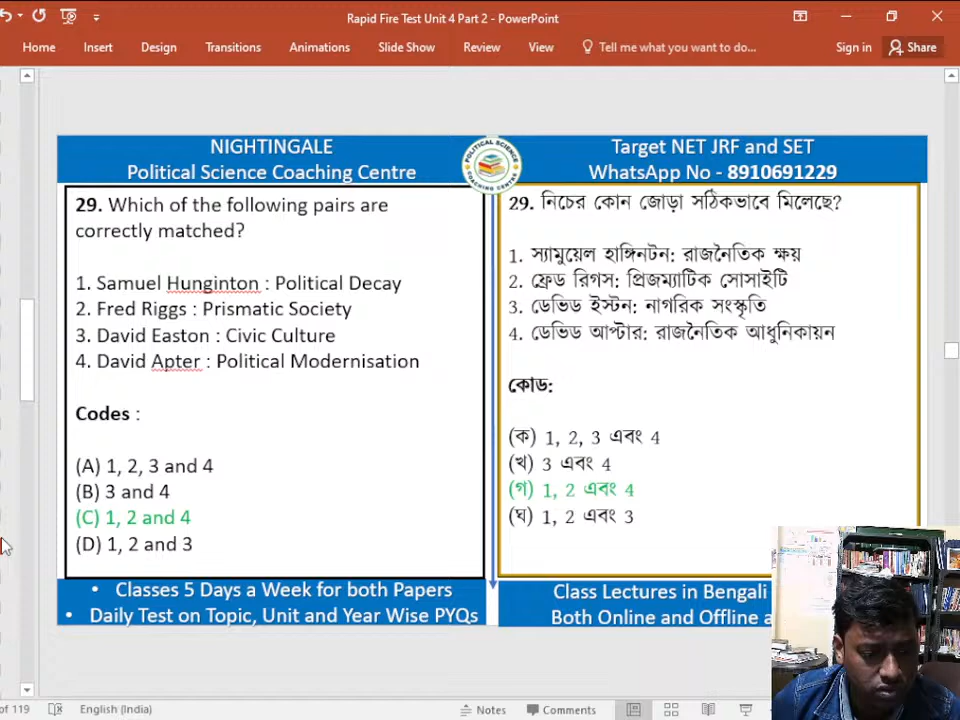 Rapid Fire Test Unit 4 Part 2 - PowerPoint
Home Insert Design Transitions Animations Slide Show Review View Tell me what you want to do... Sign in Share
NIGHTINGALE
Political Science Coaching Centre
POLITICAL SCIENCE
COACHING CENTRE
Target NET JRF and SET
WhatsApp No - 8910691229
29. Which of the following pairs are
correctly matched?
1. Samuel Hunginton : Political Decay
2. Fred Riggs : Prismatic Society
3. David Easton : Civic Culture
4. David Apter : Political Modernisation
Codes :
(A) 1, 2, 3 and 4
(B) 3 and 4
(C) 1, 2 and 4
(D) 1, 2 and 3
29. নিচের কোন জোড়া সঠিকভাবে মিলেছে?
1. স্যামুয়েল হাঙ্গিনটন: রাজনৈতিক ক্ষয়
2. ফ্রেড রিগস: প্রিজম্যাটিক সোসাইটি
3. ডেভিড ইস্টন: নাগরিক সংস্কৃতি
4. ডেভিড আপ্টার: রাজনৈতিক আধুনিকায়ন
কোড:
(ক) 1, 2, 3 এবং 4
(খ) 3 এবং 4
(গ) 1, 2 এবং 4
(ঘ) 1, 2 এবং 3
• Classes 5 Days a Week for both Papers
• Daily Test on Topic, Unit and Year Wise PYQs
Class Lectures in Bengali
Both Online and Offline a
of 119 English (India) Notes Comments